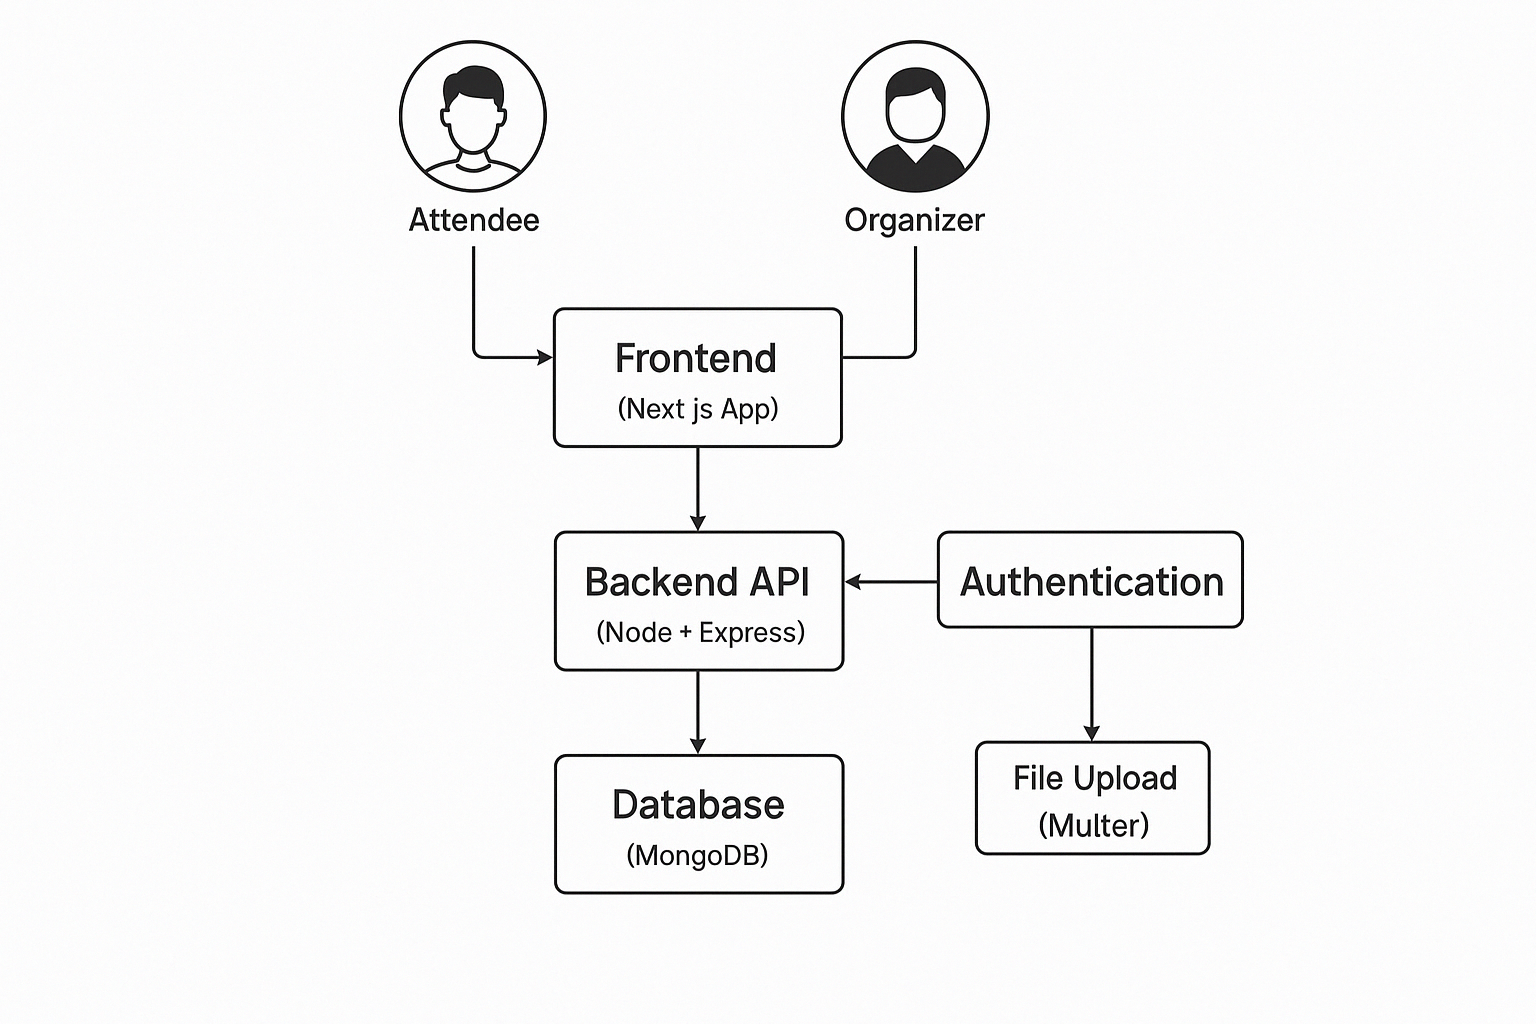 Attendee
Organizer
Frontend
(Next js App)
Backend API
(Node + Express)
Authentication
Database
(MongoDB)
File Upload
(Multer)